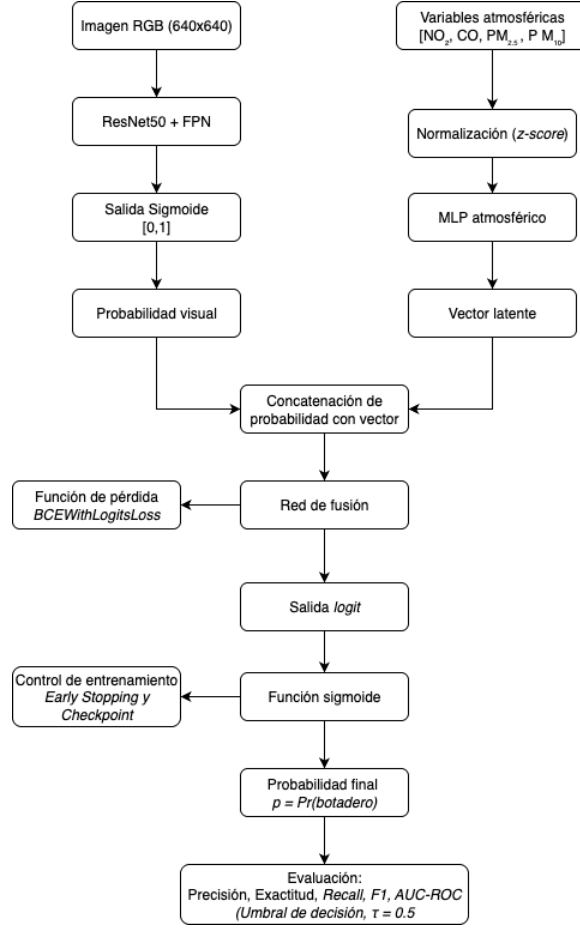 Imagen RGB (640x640)
Variables atmosféricas
[NO₂, CO, PM₂.₅, P M₁₀]
ResNet50 + FPN
Normalización (z-score)
Salida Sigmoide
[0,1]
MLP atmosférico
Probabilidad visual
Vector latente
Concatenación de
probabilidad con vector
Función de pérdida
BCEWithLogitsLoss
Red de fusión
Salida logit
Control de entrenamiento
Early Stopping y
Checkpoint
Función sigmoide
Probabilidad final
p = Pr(botadero)
Evaluación:
Precisión, Exactitud, Recall, F1, AUC-ROC
(Umbral de decisión, τ = 0.5